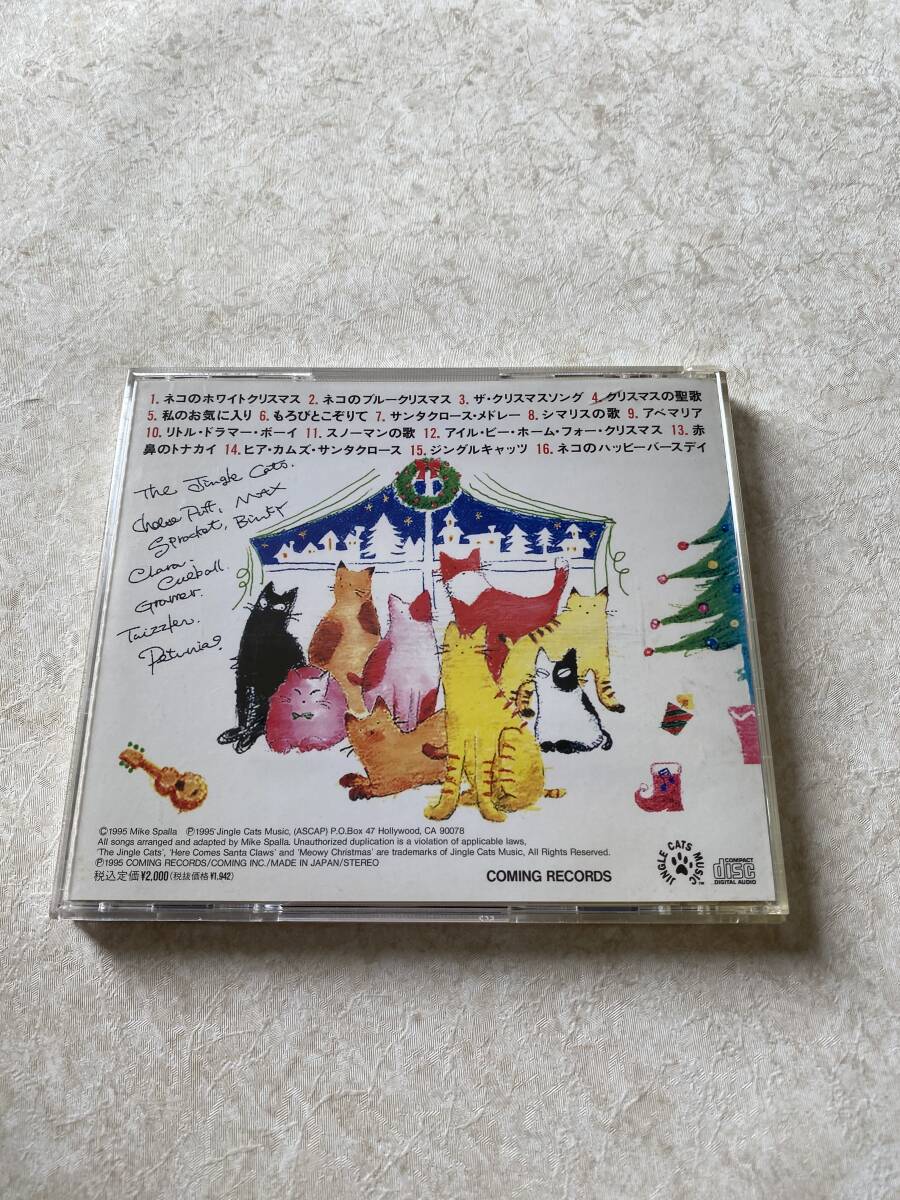 1. ネコのホワイトクリスマス 2. ネコのブルークリスマス 3. ザ・クリスマスソング 4. クリスマスの聖歌
5. 私のお気に入り 6. もろびとこぞりて 7. サンタクロース・メドレー 8. シマリスの歌 9. アベマリア
10. リトル・ドラマー・ボーイ 11. スノーマンの歌 12. アイル・ビー・ホーム・フォー・クリスマス 13. 赤
鼻のトナカイ 14. ヒア・カムズ・サンタクロース 15. ジングルキャッツ 16. ネコのハッピーバースデイ
The Jingle Cats.
Cheese Puff, MAX
Sprocket, Binky
Clara.
Cueball.
Graymer.
Twizzler.
Petunia.
©1995 Mike Spalla ℗1995 Jingle Cats Music, (ASCAP) P.O.Box 47 Hollywood, CA 90078
All songs arranged and adapted by Mike Spalla. Unauthorized duplication is a violation of applicable laws,
'The Jingle Cats', 'Here Comes Santa Claws' and 'Meowy Christmas' are trademarks of Jingle Cats Music, All Rights Reserved.
℗1995 COMING RECORDS/COMING INC./MADE IN JAPAN/STEREO
税込定価¥2,000(税抜価格¥1,942)
COMING RECORDS
JINGLE CATS MUSIC™
COMPACT
disc
DIGITAL AUDIO